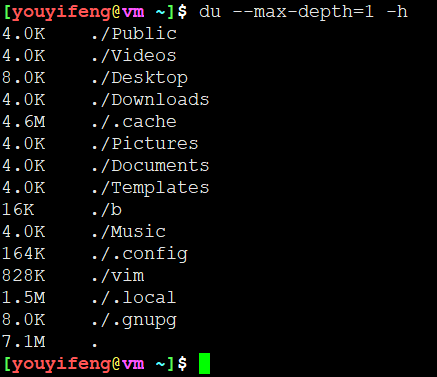 [youyifeng@vm ~]$ du --max-depth=1 -h
4.0K    ./Public
4.0K    ./Videos
8.0K    ./Desktop
4.0K    ./Downloads
4.6M    ./.cache
4.0K    ./Pictures
4.0K    ./Documents
4.0K    ./Templates
16K     ./b
4.0K    ./Music
164K    ./.config
828K    ./vim
1.5M    ./.local
8.0K    ./.gnupg
7.1M    .
[youyifeng@vm ~]$